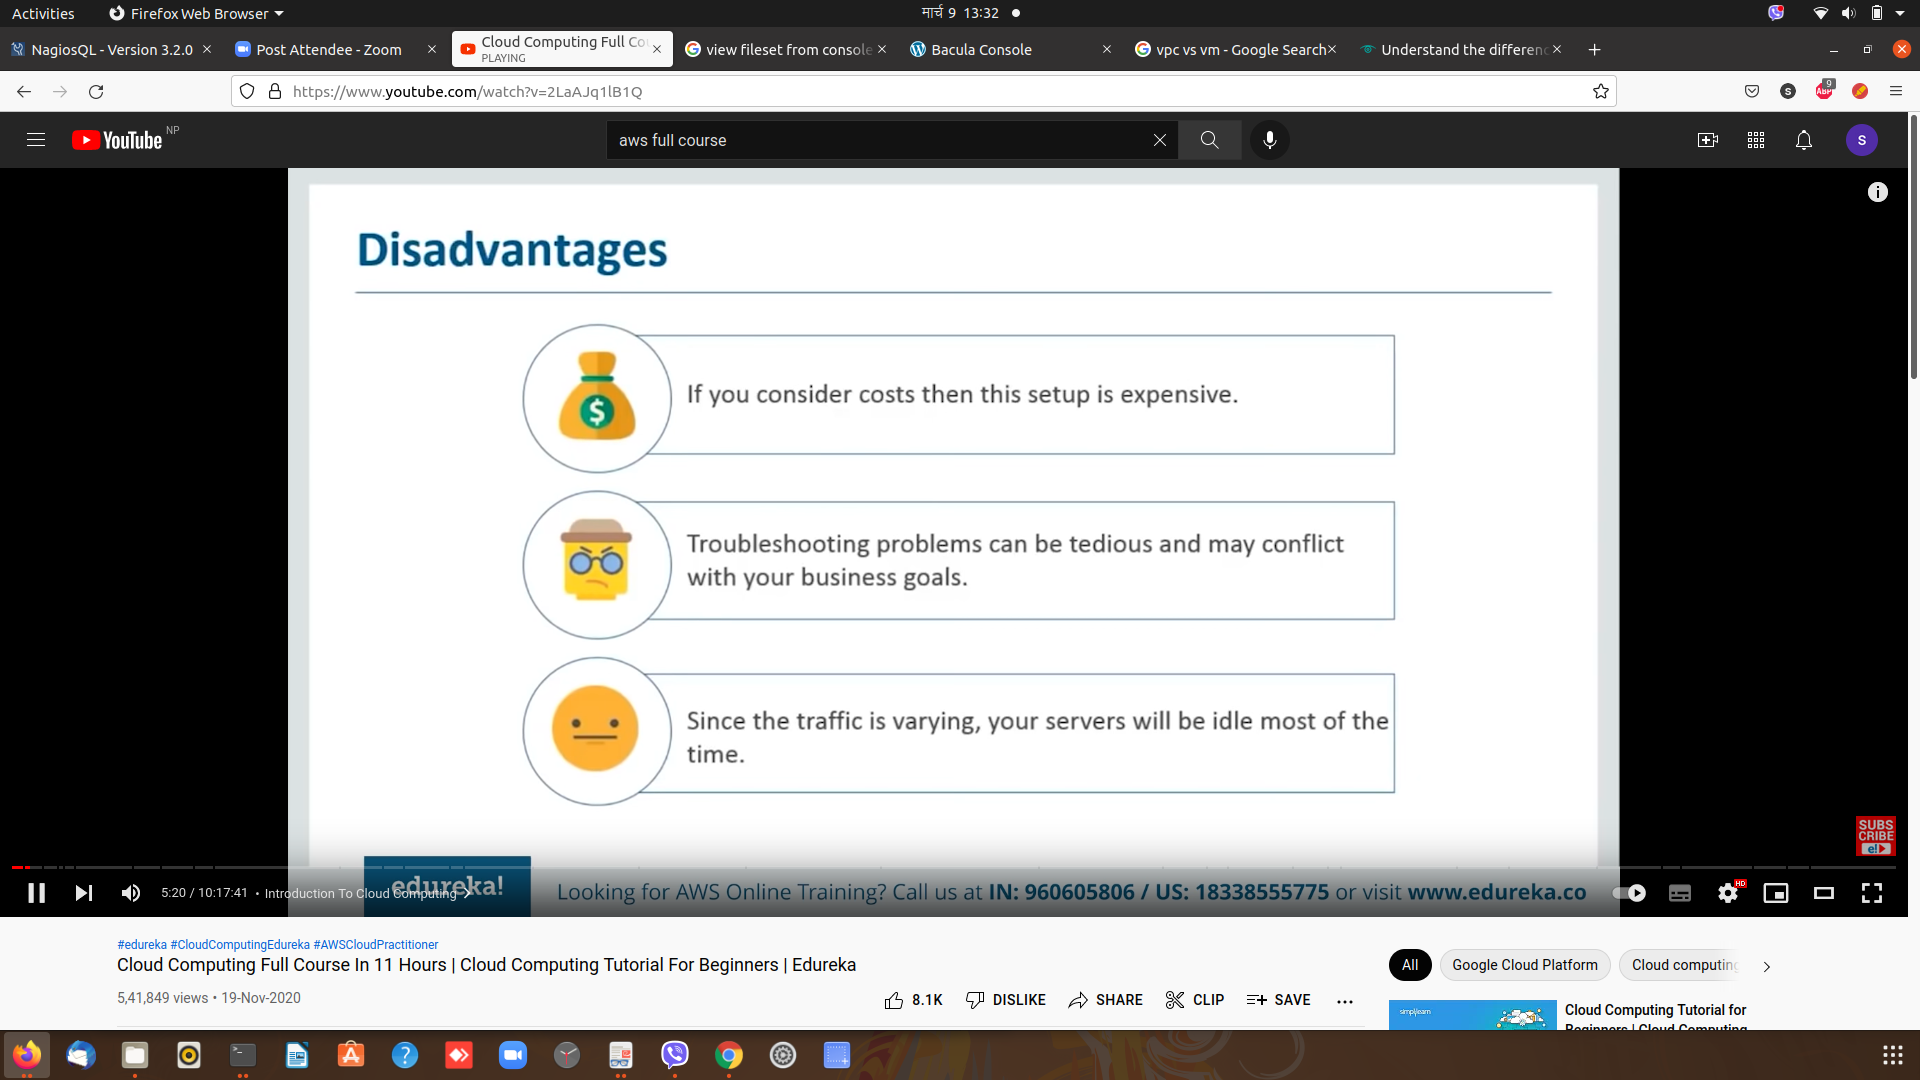 Activities
Firefox Web Browser
मार्च 9 13:32
NagiosQL - Version 3.2.0
Post Attendee - Zoom
Cloud Computing Full Co
PLAYING
view fileset from console
Bacula Console
vpc vs vm - Google Search
Understand the differen
https://www.youtube.com/watch?v=2LaAJq1lB1Q
S
ABP
9
YouTube
NP
aws full course
S
Disadvantages
$
If you consider costs then this setup is expensive.
Troubleshooting problems can be tedious and may conflict
with your business goals.
Since the traffic is varying, your servers will be idle most of the
time.
SUBS
CRIBE
e!
5:20 / 10:17:41 • Introduction To Cloud Computing
edureka!
Looking for AWS Online Training? Call us at IN: 960605806 / US: 18338555775 or visit www.edureka.co
HD
#edureka #CloudComputingEdureka #AWSCloudPractitioner
Cloud Computing Full Course In 11 Hours | Cloud Computing Tutorial For Beginners | Edureka
5,41,849 views • 19-Nov-2020
8.1K
DISLIKE
SHARE
CLIP
SAVE
All
Google Cloud Platform
Cloud computing
simplilearn
Cloud Computing Tutorial for
Beginners | Cloud Computing